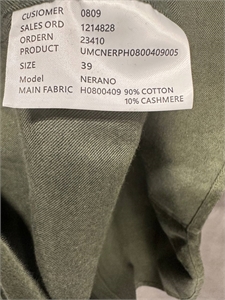 CUSIOMER 0809
SALES ORD 1214828
ORDERN 23410
PRODUCT UMCNERPH0800409005
SIZE 39
Model NERANO
MAIN FABRIC H0800409 90% COTTON
10% CASHMERE